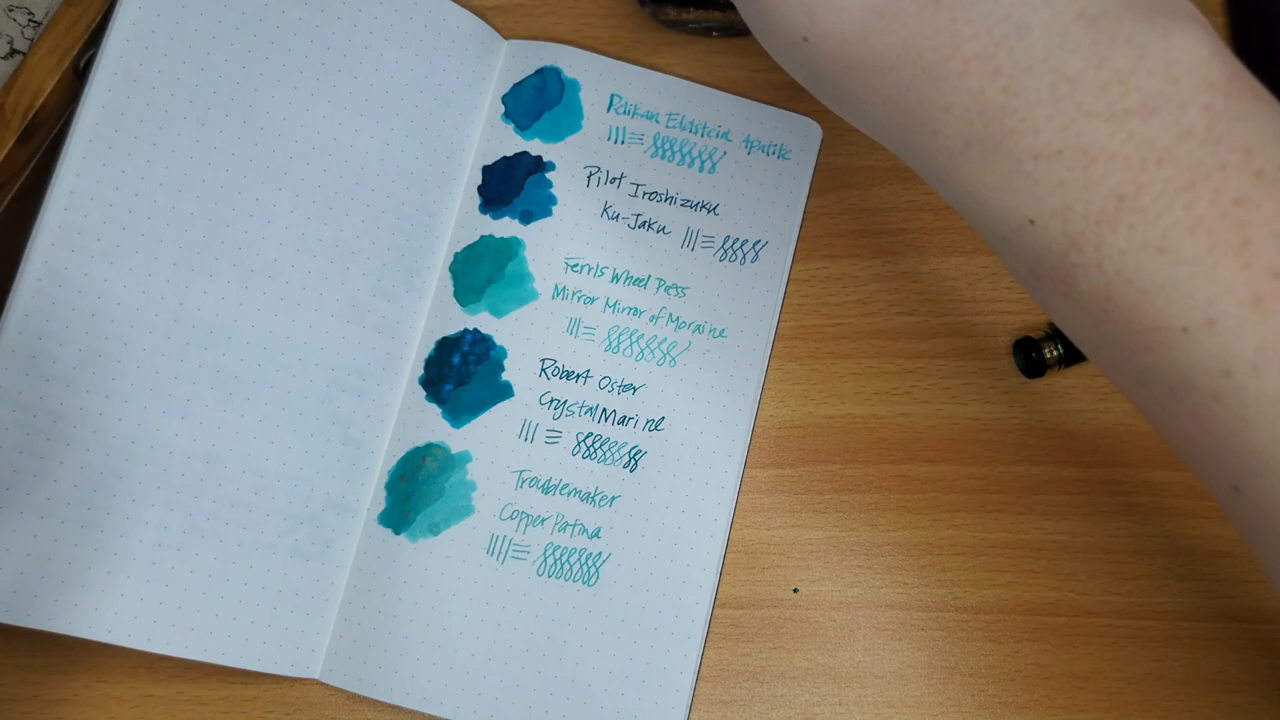 Pelikan Eldstein Apatite
Pilot Iroshizuku
Ku-Jaku
Ferris Wheel Press
Mirror Mirror of Moraine
Robert Oster
Crystal Marine
Troublemaker
Copper Patina